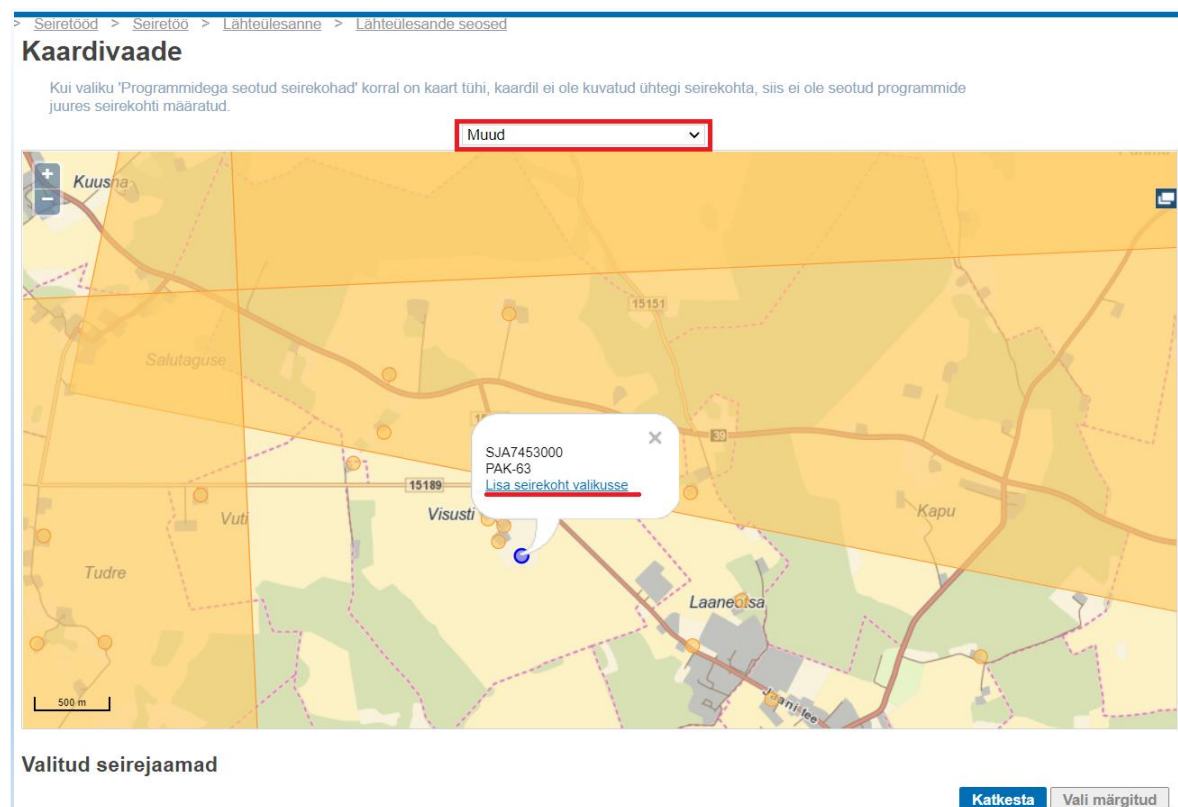 > Seiretööd > Seiretöö > Lähteülesanne > Lähteülesande seosed
Kaardivaade
Kui valiku 'Programmidega seotud seirekohad' korral on kaart tühi, kaardil ei ole kuvatud ühtegi seirekohta, siis ei ole seotud programmide
juures seirekohti määratud.
Muud
+
−
Kuusna
15151
Salutaguse
39
SJA7453000
PAK-63
Lisa seirekoht valikusse
15189
Visusti
Vuti
Kapu
Tudre
Laaneotsa
Jaani tee
500 m
Valitud seirejaamad
Katkesta
Vali märgitud